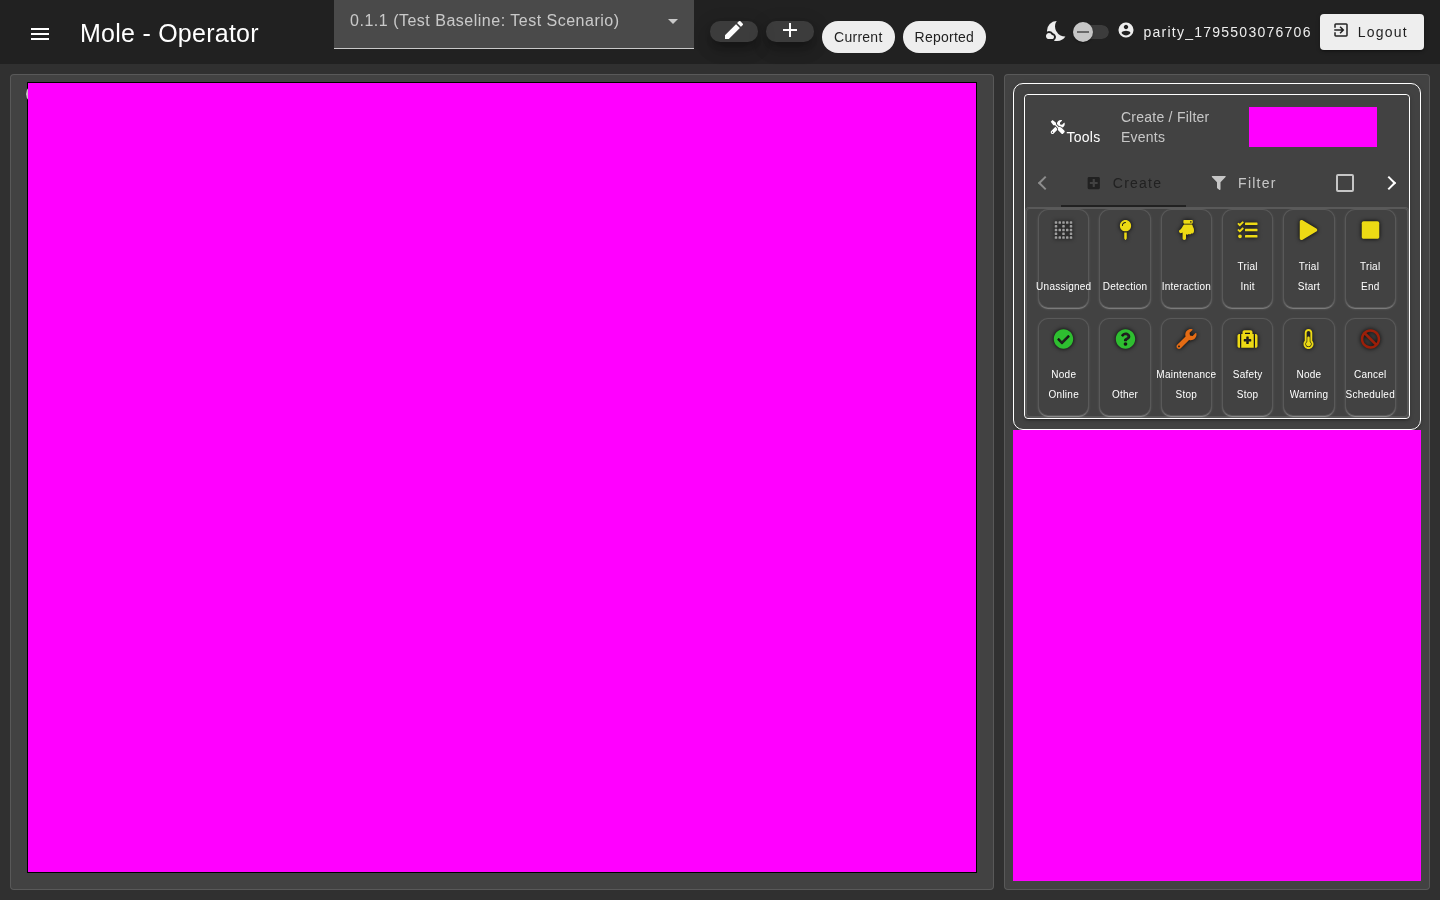 Mole - Operator
0.1.1 (Test Baseline: Test Scenario)
Current
Reported
parity_1795503076706
Logout
Tools
Create / Filter
Events
Create
Filter
Unassigned
Detection
Interaction
Trial
Init
Trial
Start
Trial
End
Node
Online
Other
Maintenance
Stop
Safety
Stop
Node
Warning
Cancel
Scheduled